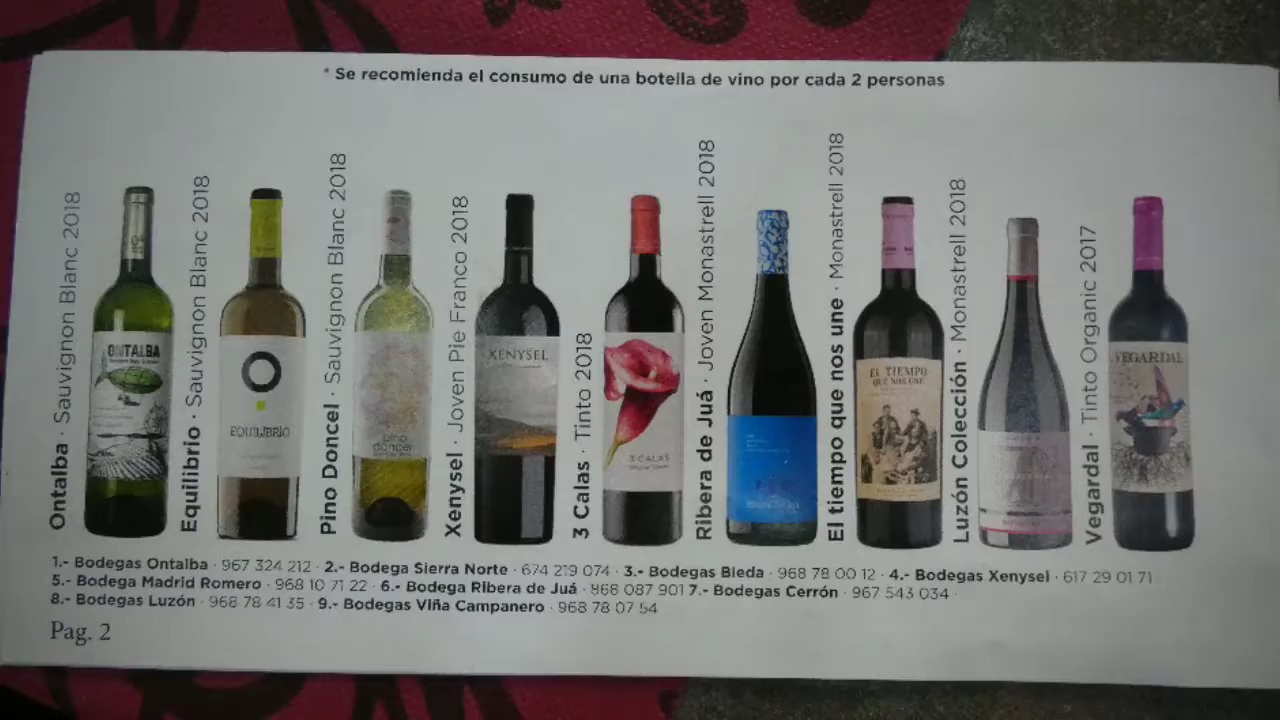 * Se recomienda el consumo de una botella de vino por cada 2 personas
Ontalba · Sauvignon Blanc 2018
Equilibrio · Sauvignon Blanc 2018
Pino Doncel · Sauvignon Blanc 2018
Xenysel · Joven Pie Franco 2018
3 Calas · Tinto 2018
Ribera de Juá · Joven Monastrell 2018
El tiempo que nos une · Monastrell 2018
Luzón Colección · Monastrell 2018
Vegardal · Tinto Organic 2017
ONTALBA
EQUILIBRIO
pino
doncel
XENYSEL
3 CALAS
EL TIEMPO
QUE NOS UNE
VEGARDAL
1.- Bodegas Ontalba · 967 324 212 · 2.- Bodega Sierra Norte · 674 219 074 · 3.- Bodegas Bleda · 968 78 00 12 · 4.- Bodegas Xenysel · 617 29 01 71
5.- Bodega Madrid Romero · 968 10 71 22 · 6.- Bodega Ribera de Juá · 868 087 901 7.- Bodegas Cerrón · 967 543 034 ·
8.- Bodegas Luzón · 968 78 41 35 · 9.- Bodegas Viña Campanero · 968 78 07 54
Pag. 2